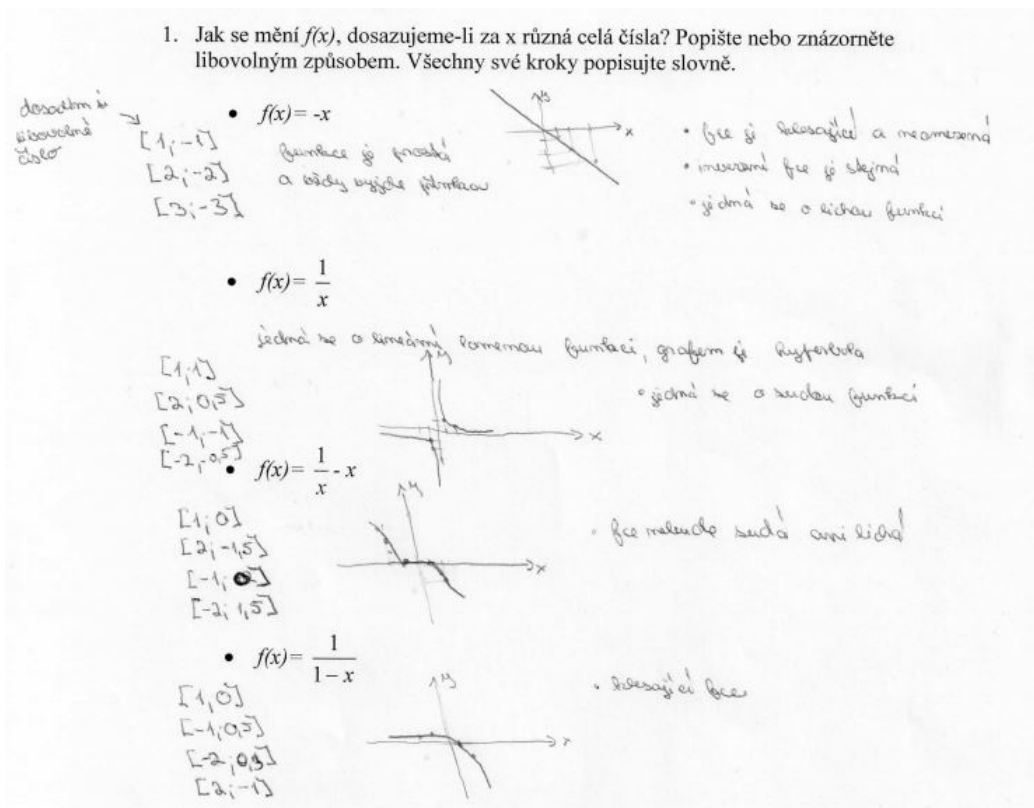 1. Jak se mění f(x), dosazujeme-li za x různá celá čísla? Popište nebo znázorněte
libovolným způsobem. Všechny své kroky popisujte slovně.
dosadím si
libovolné
číslo
• f(x) = -x
[1; -1]
[2; -2]
[3; -3]
funkce je prostá
a vždy vyjde přímkou
y
x
• fce je klesající a neomezená
• inverzní fce je stejná
• jedná se o lichou funkci
• f(x) = 1/x
jedná se o lineární lomenou funkci, grafem je hyperbola
• jedná se o sudou funkci
[1; 1]
[2; 0,5]
[-1; -1]
[-2; -0,5]
y
x
• f(x) = 1/x - x
[1; 0]
[2; -1,5]
[-1; 0]
[-2; 1,5]
y
x
• fce nebude sudá ani lichá
• f(x) = 1/(1 - x)
[1, 0]
[-1; 0,5]
[-2; 0,3]
[2; -1]
y
x
• klesající fce